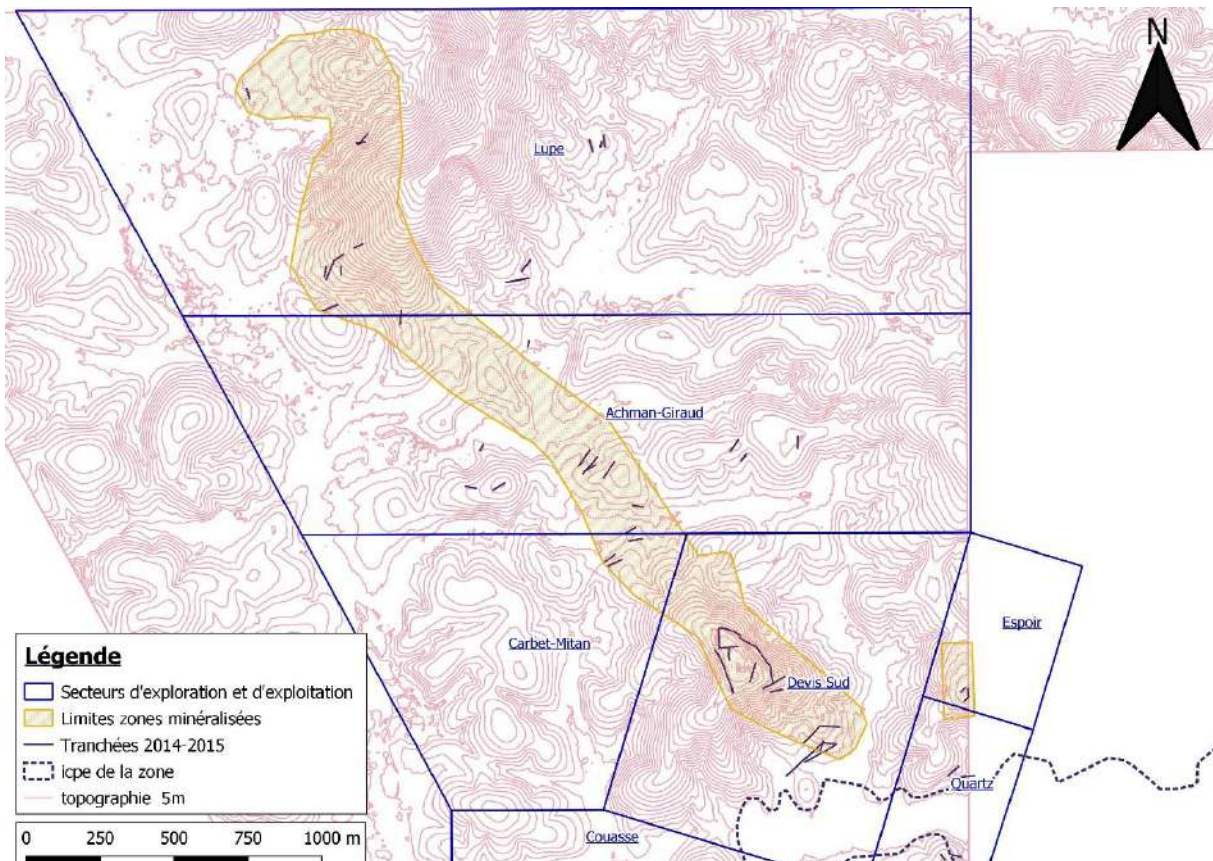 N
Lupe
Achman-Giraud
Espoir
Carbet-Mitan
Devis Sud
Quartz
Couasse
Légende
Secteurs d'exploration et d'exploitation
Limites zones minéralisées
Tranchées 2014-2015
icpe de la zone
topographie 5m
0 250 500 750 1000 m